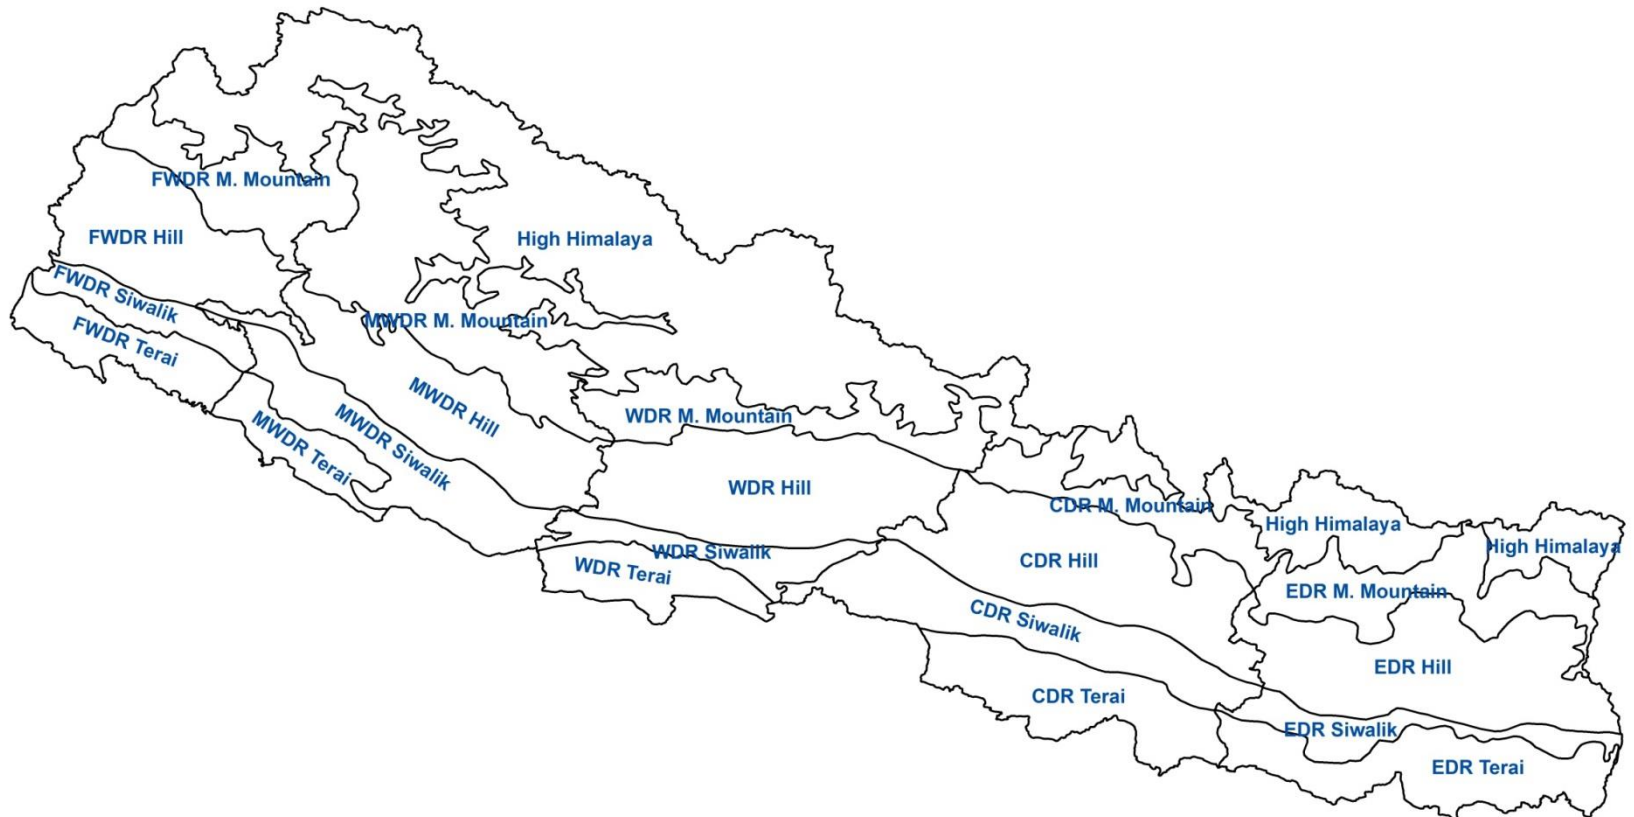 FWDR M. Mountain
FWDR Hill
High Himalaya
FWDR Siwalik
MWDR M. Mountain
FWDR Terai
MWDR Hill
WDR M. Mountain
MWDR Siwalik
MWDR Terai
WDR Hill
CDR M. Mountain
High Himalaya
High Himalaya
WDR Siwalik
CDR Hill
WDR Terai
EDR M. Mountain
CDR Siwalik
EDR Hill
CDR Terai
EDR Siwalik
EDR Terai